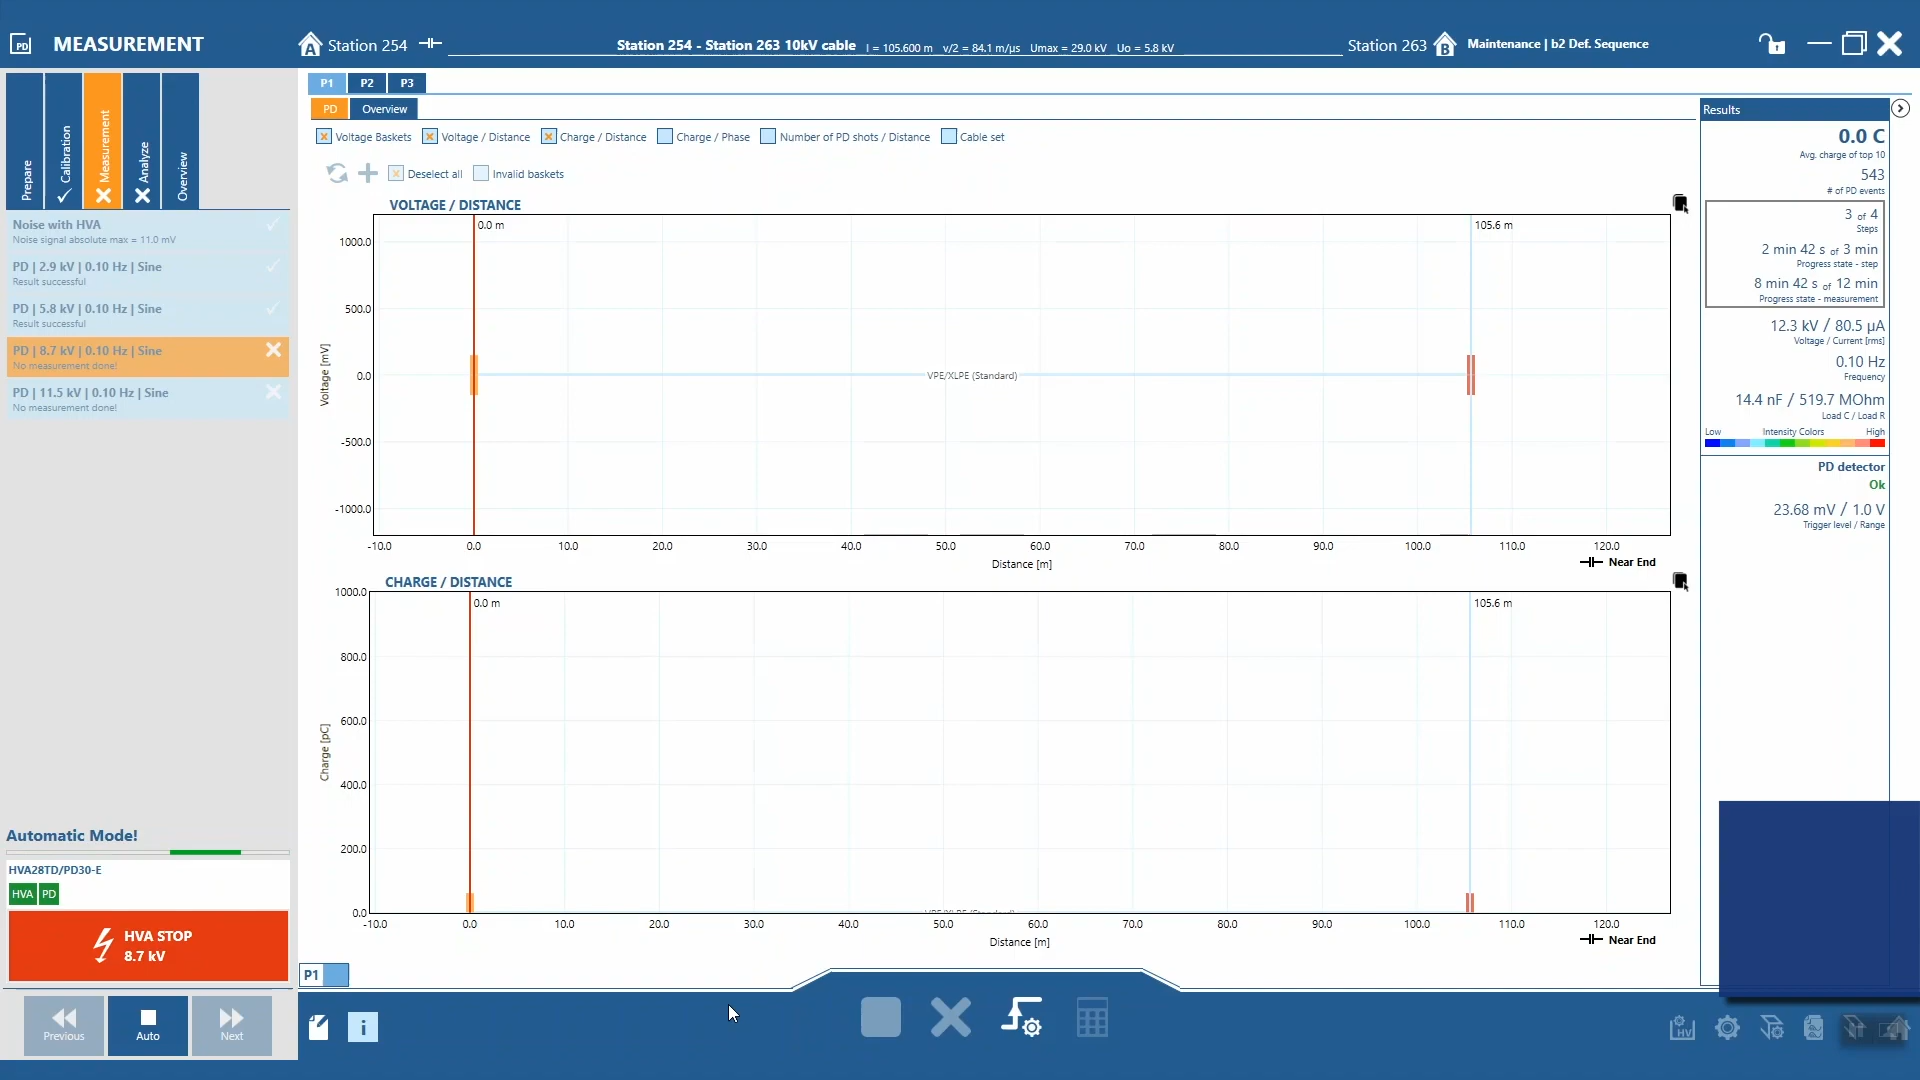 PD MEASUREMENT
A Station 254
Station 254 - Station 263 10kV cable l = 105.600 m v/2 = 84.1 m/µs Umax = 29.0 kV Uo = 5.8 kV
Station 263 B
Maintenance | b2 Def. Sequence
Prepare
Calibration
Measurement
Analyze
Overview
P1 P2 P3
PD Overview
Voltage Baskets Voltage / Distance Charge / Distance Charge / Phase Number of PD shots / Distance Cable set
Deselect all Invalid baskets
Noise with HVA
Noise signal absolute max = 11.0 mV
PD | 2.9 kV | 0.10 Hz | Sine
Result successful
PD | 5.8 kV | 0.10 Hz | Sine
Result successful
PD | 8.7 kV | 0.10 Hz | Sine
No measurement done!
PD | 11.5 kV | 0.10 Hz | Sine
No measurement done!
Automatic Mode!
HVA28TD/PD30-E
HVA PD
HVA STOP
8.7 kV
Previous
Auto
Next
VOLTAGE / DISTANCE
0.0 m
105.6 m
1000.0
500.0
0.0
-500.0
-1000.0
Voltage [mV]
VPE/XLPE (Standard)
-10.0 0.0 10.0 20.0 30.0 40.0 50.0 60.0 70.0 80.0 90.0 100.0 110.0 120.0
Distance [m]
Near End
CHARGE / DISTANCE
0.0 m
105.6 m
1000.0
800.0
600.0
400.0
200.0
0.0
Charge [pC]
-10.0 0.0 10.0 20.0 30.0 40.0 50.0 60.0 70.0 80.0 90.0 100.0 110.0 120.0
Distance [m]
Near End
P1
i
Results
0.0 C
Avg. charge of top 10
543
# of PD events
3 of 4
Steps
2 min 42 s of 3 min
Progress state - step
8 min 42 s of 12 min
Progress state - measurement
12.3 kV / 80.5 µA
Voltage / Current [rms]
0.10 Hz
Frequency
14.4 nF / 519.7 MOhm
Load C / Load R
Low Intensity Colors High
PD detector
Ok
23.68 mV / 1.0 V
Trigger level / Range
HV